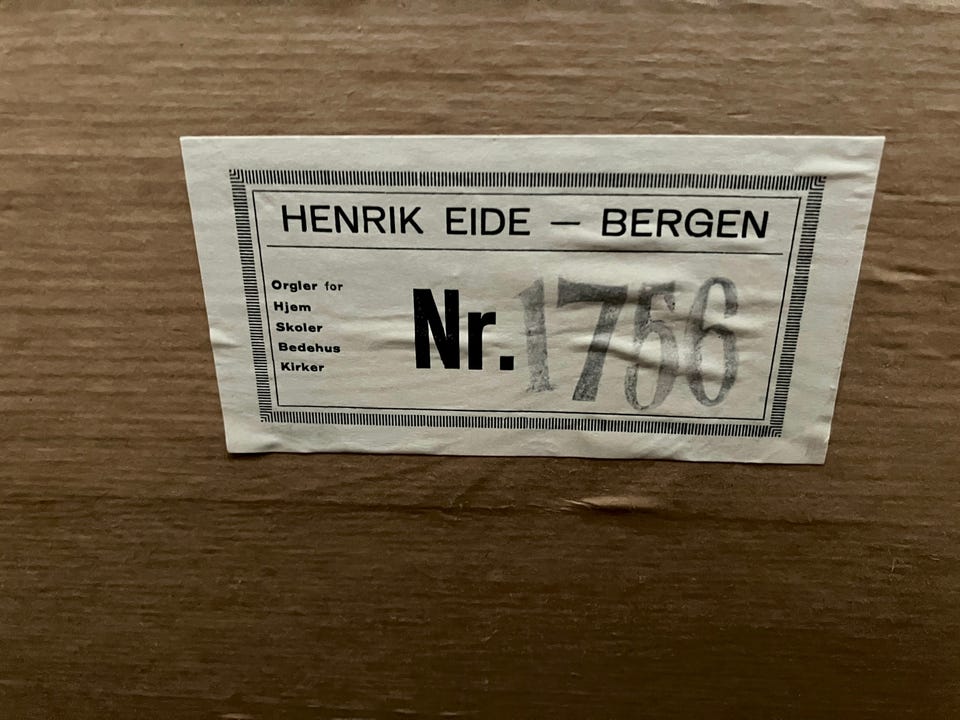 HENRIK EIDE — BERGEN
Orgler for
Hjem
Skoler
Bedehus
Kirker
Nr. 1756